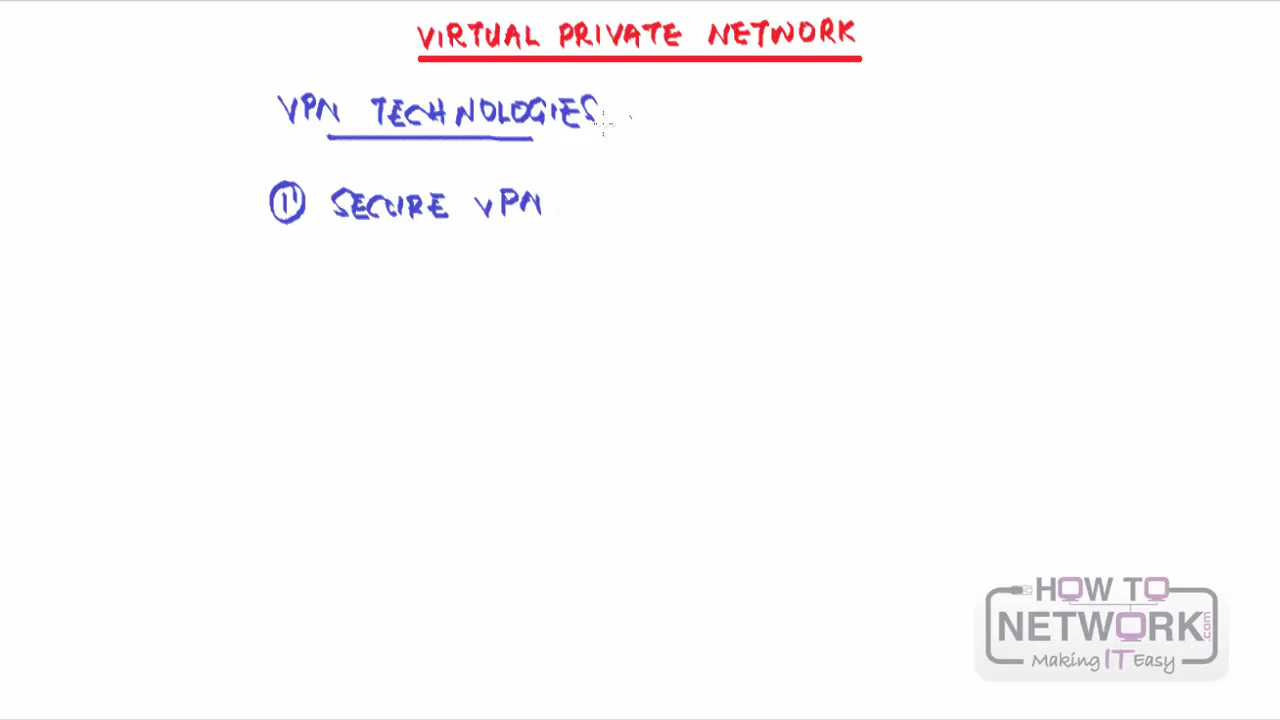 VIRTUAL PRIVATE NETWORK
VPN TECHNOLOGIES
① SECURE VPN
HOW TO
NETWORK.com
Making IT Easy